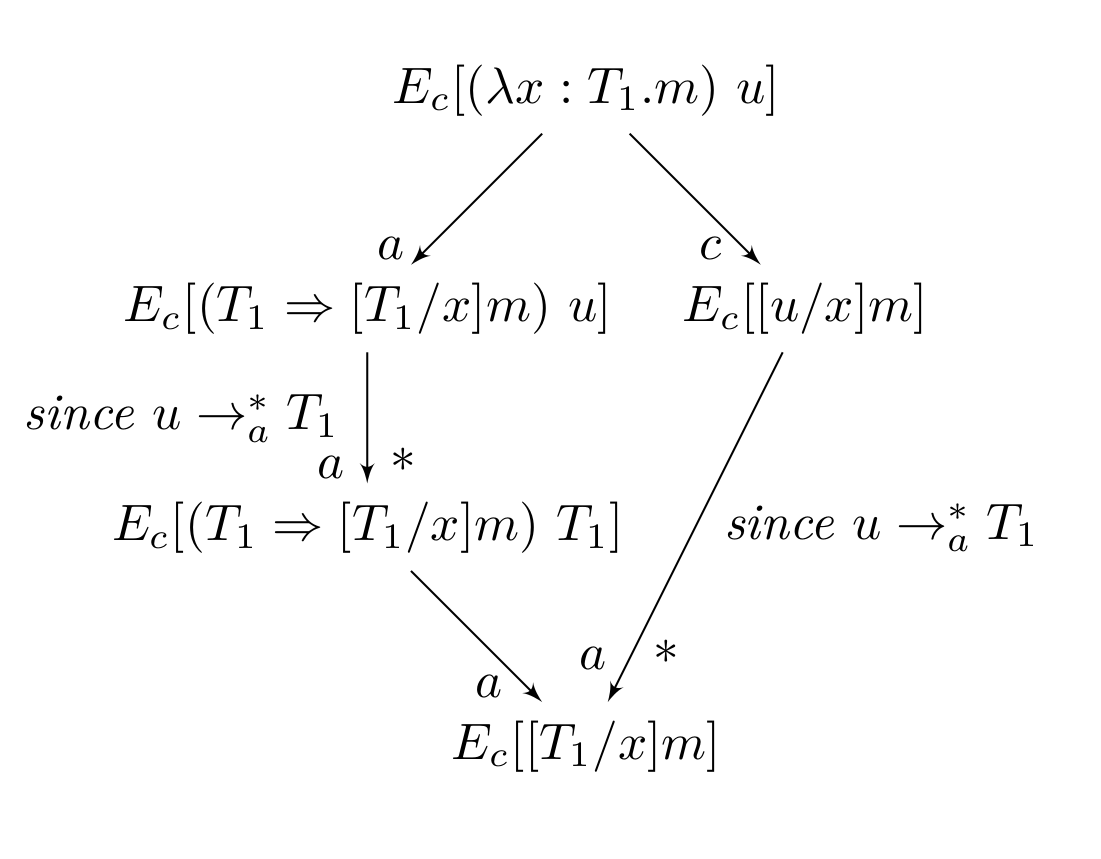 E_c[(λx : T_1.m) u]
a c
E_c[(T_1 ⇒ [T_1/x]m) u] E_c[[u/x]m]
since u →_a^* T_1
a *
E_c[(T_1 ⇒ [T_1/x]m) T_1] since u →_a^* T_1
a a *
E_c[[T_1/x]m]